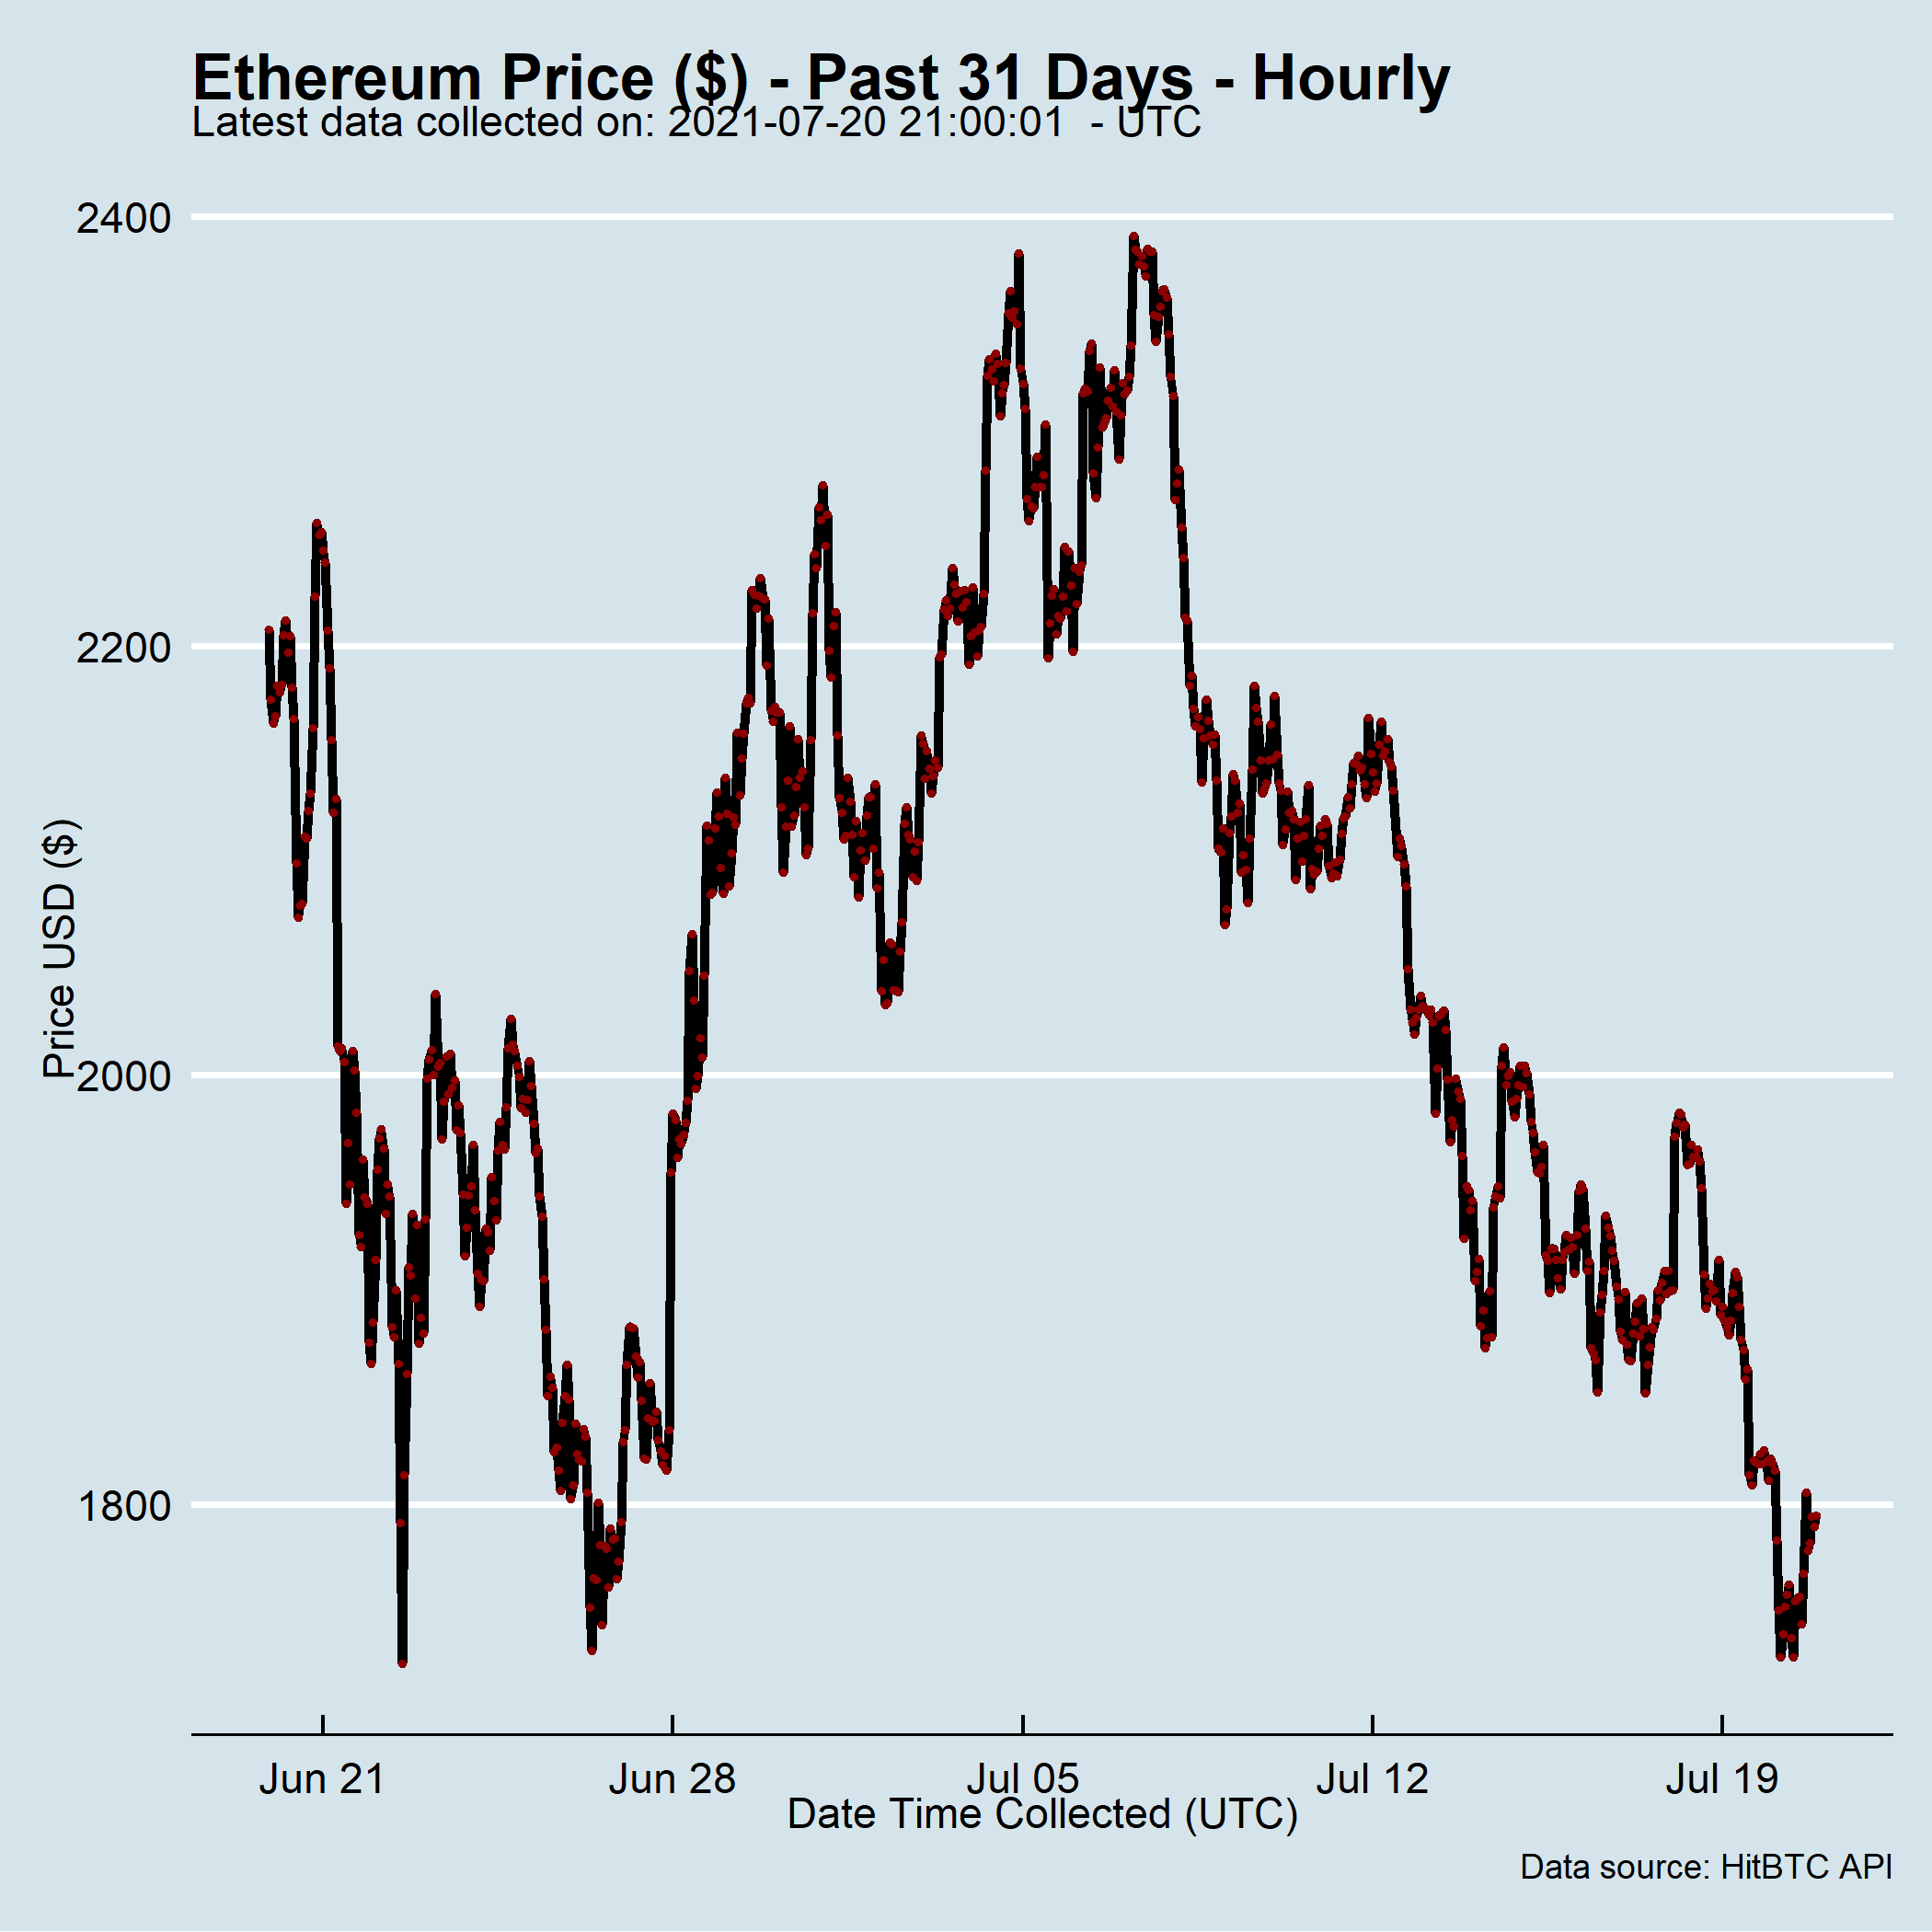 Ethereum Price ($) - Past 31 Days - Hourly
Latest data collected on: 2021-07-20 21:00:01  - UTC
2400
2200
2000
1800
Price USD ($)
Jun 21
Jun 28
Jul 05
Jul 12
Jul 19
Date Time Collected (UTC)
Data source: HitBTC API